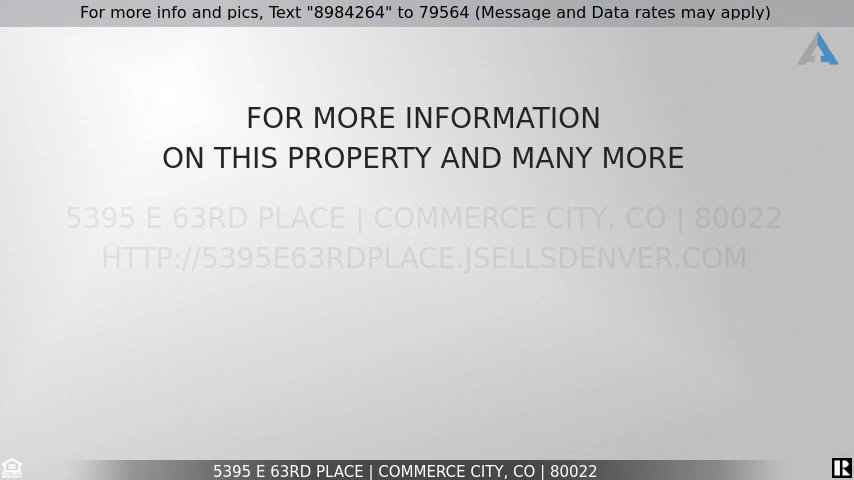 For more info and pics, Text "8984264" to 79564 (Message and Data rates may apply)
FOR MORE INFORMATION
ON THIS PROPERTY AND MANY MORE
5395 E 63RD PLACE | COMMERCE CITY, CO | 80022
HTTP://5395E63RDPLACE.JSELLSDENVER.COM
5395 E 63RD PLACE | COMMERCE CITY, CO | 80022